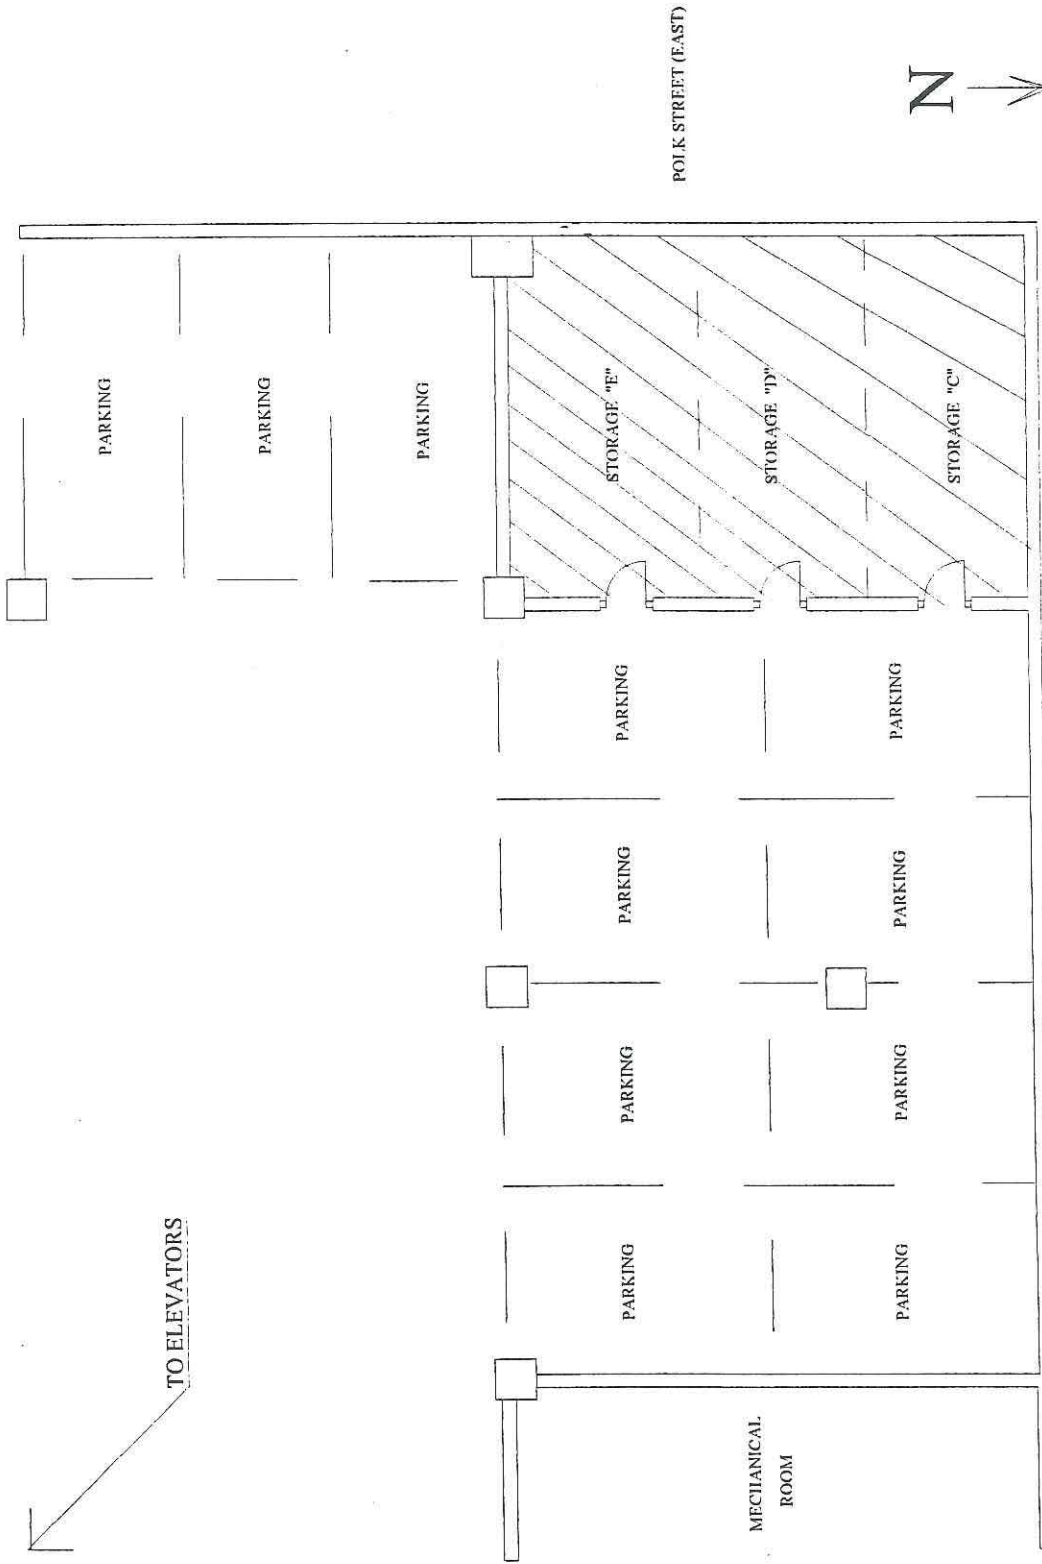 TO ELEVATORS
PARKING
PARKING
PARKING
MECHANICAL
ROOM
PARKING
PARKING
PARKING
PARKING
STORAGE "E"
POLK STREET (EAST)
STORAGE "D"
PARKING
PARKING
PARKING
PARKING
STORAGE "C"
N